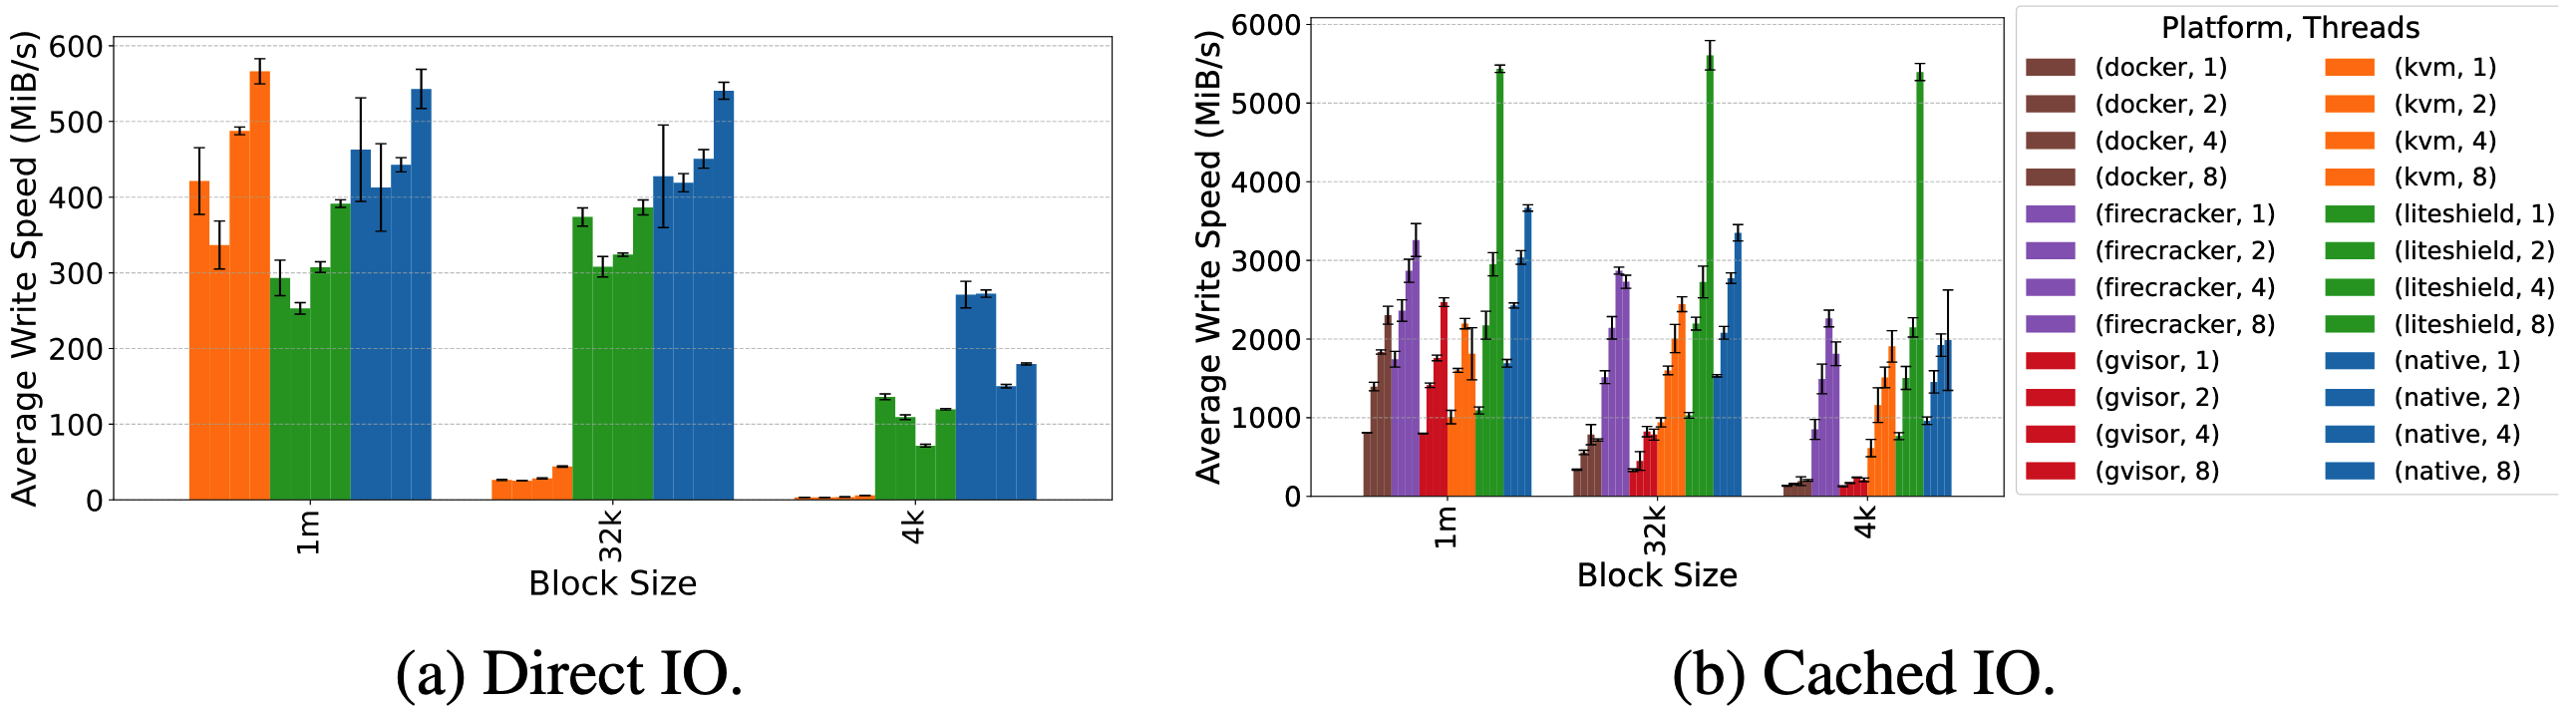 Average Write Speed (MiB/s)
600
500
400
300
200
100
0
1m
32k
4k
Block Size
(a) Direct IO.
Average Write Speed (MiB/s)
6000
5000
4000
3000
2000
1000
0
1m
32k
4k
Block Size
(b) Cached IO.
Platform, Threads
(docker, 1)
(docker, 2)
(docker, 4)
(docker, 8)
(firecracker, 1)
(firecracker, 2)
(firecracker, 4)
(firecracker, 8)
(gvisor, 1)
(gvisor, 2)
(gvisor, 4)
(gvisor, 8)
(kvm, 1)
(kvm, 2)
(kvm, 4)
(kvm, 8)
(liteshield, 1)
(liteshield, 2)
(liteshield, 4)
(liteshield, 8)
(native, 1)
(native, 2)
(native, 4)
(native, 8)